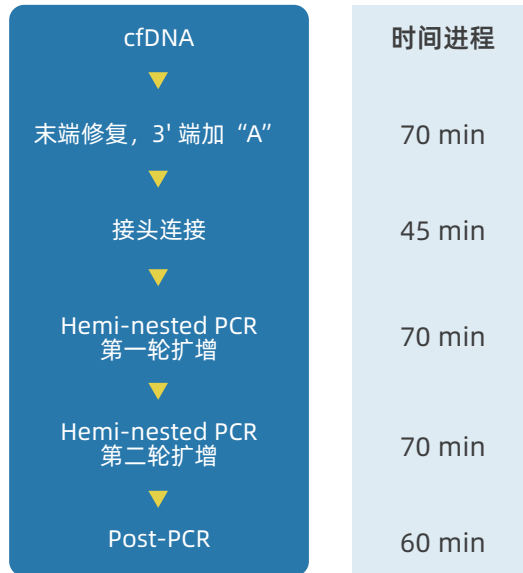 cfDNA
时间进程
末端修复，3' 端加“A”
70 min
接头连接
45 min
Hemi-nested PCR
第一轮扩增
70 min
Hemi-nested PCR
第二轮扩增
70 min
Post-PCR
60 min